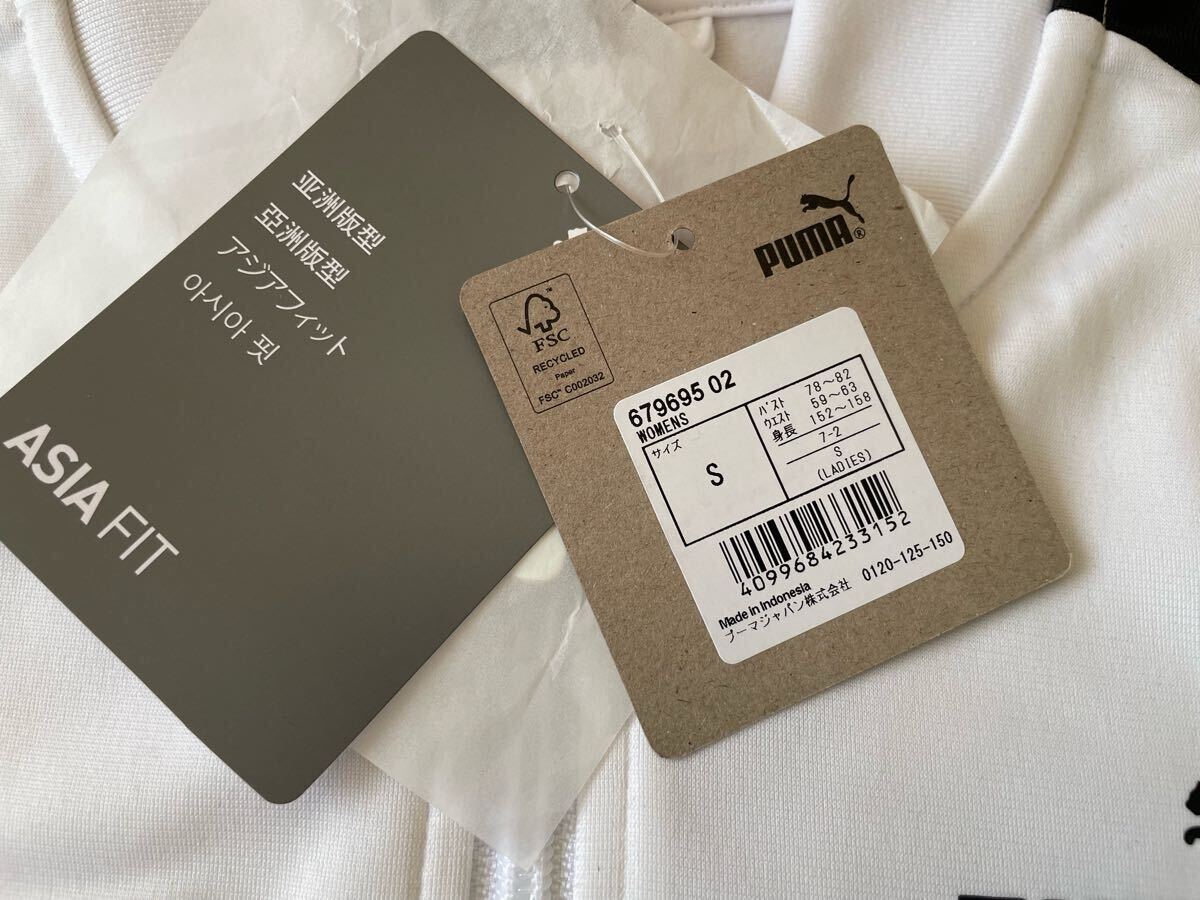 亚洲版型
亞洲版型
アジアフィット
아시아 핏
ASIA FIT
PUMA®
FSC™
RECYCLED
Paper
FSC™ C002032
679695 02
WOMENS
サイズ
S
バスト 78〜82
ウエスト 59〜63
身長 152〜158
7-2
S
(LADIES)
4099684233152
Made in Indonesia
プーマジャパン株式会社 0120-125-150